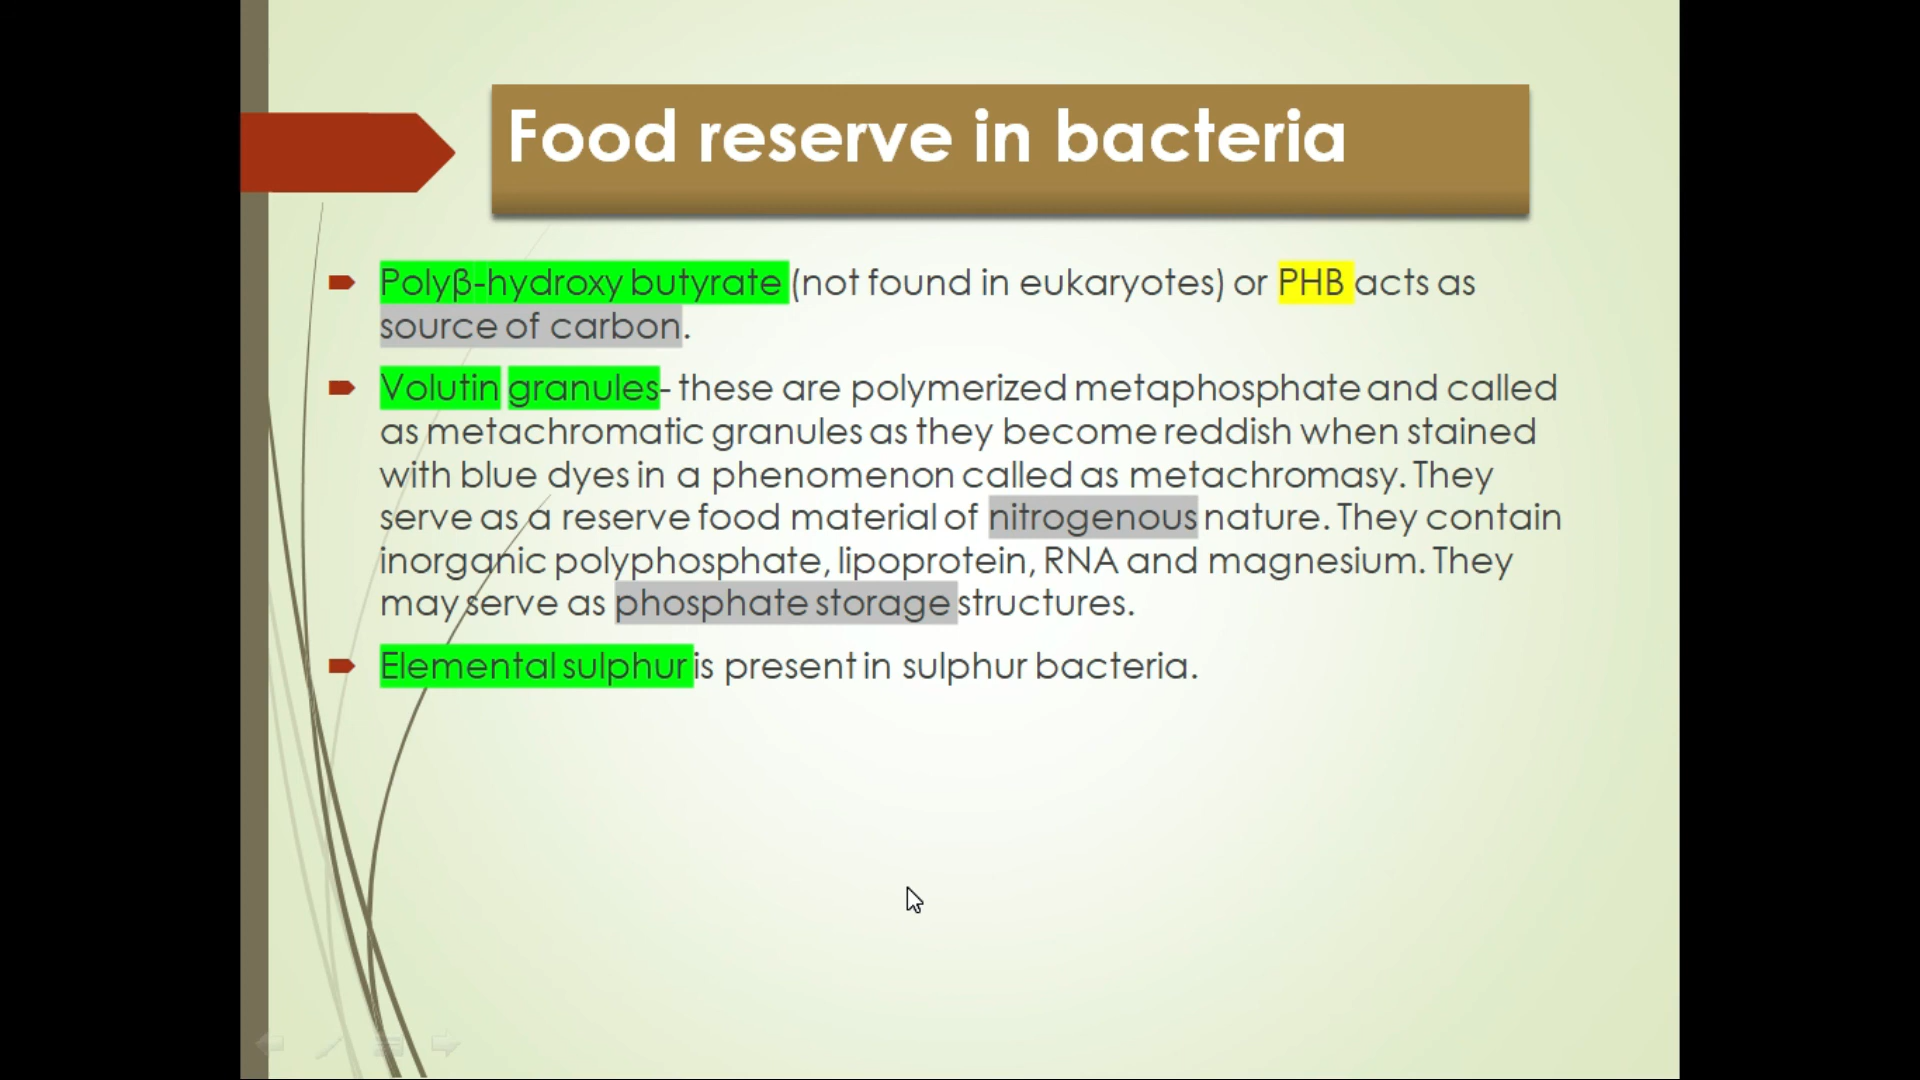 Food reserve in bacteria
Polyβ-hydroxy butyrate (not found in eukaryotes) or PHB acts as
source of carbon.
Volutin granules- these are polymerized metaphosphate and called
as metachromatic granules as they become reddish when stained
with blue dyes in a phenomenon called as metachromasy. They
serve as a reserve food material of nitrogenous nature. They contain
inorganic polyphosphate, lipoprotein, RNA and magnesium. They
may serve as phosphate storage structures.
Elemental sulphur is present in sulphur bacteria.